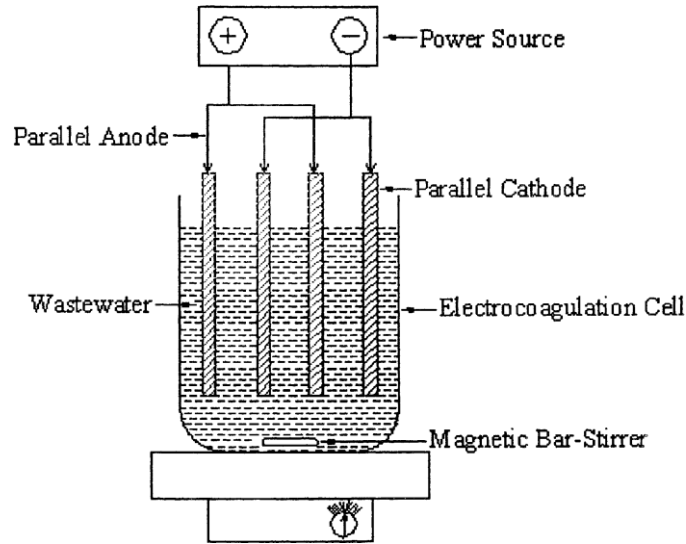 +
−
Power Source
Parallel Anode
Parallel Cathode
Wastewater
Electrocoagulation Cell
Magnetic Bar-Stirrer